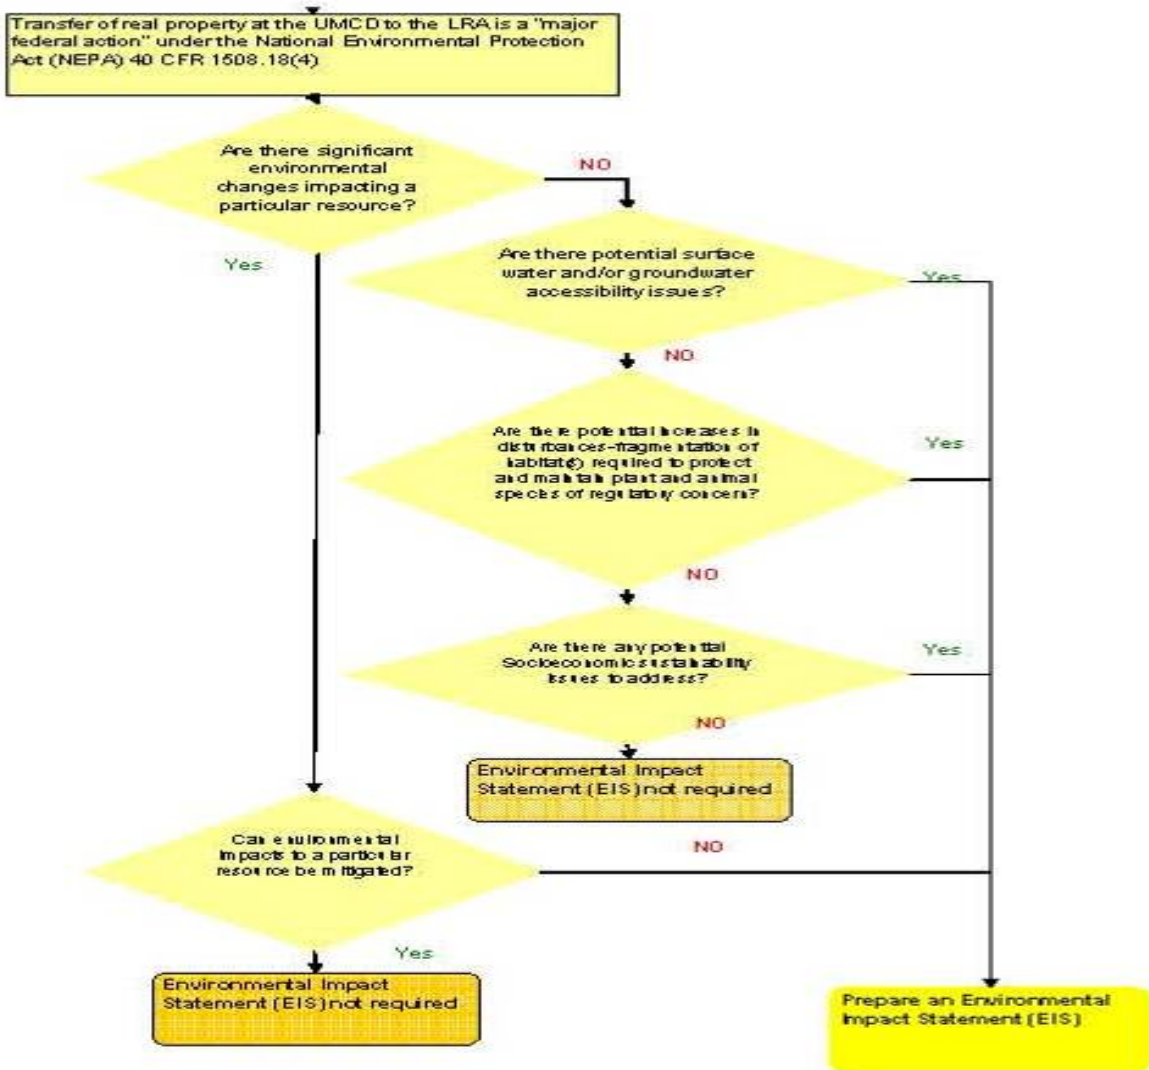 Transfer of real property at the UMCD to the LRA is a "major
federal action" under the National Environmental Protection
Act (NEPA) 40 CFR 1508.18(4)
Are there significant
environmental
changes impacting a
particular resource?
NO
Yes
Are there potential surface
water and/or groundwater
accessibility issues?
Yes
NO
Are there potential increases in
disturbances-fragmentation of
habitat(s) required to protect
and maintain plant and animal
species of regulatory concern?
Yes
NO
Are there any potential
Socioeconomic sustainability
issues to address?
Yes
NO
Environmental Impact
Statement (EIS) not required
Can environmental
impacts to a particular
resource be mitigated?
NO
Yes
Environmental Impact
Statement (EIS) not required
Prepare an Environmental
Impact Statement (EIS)